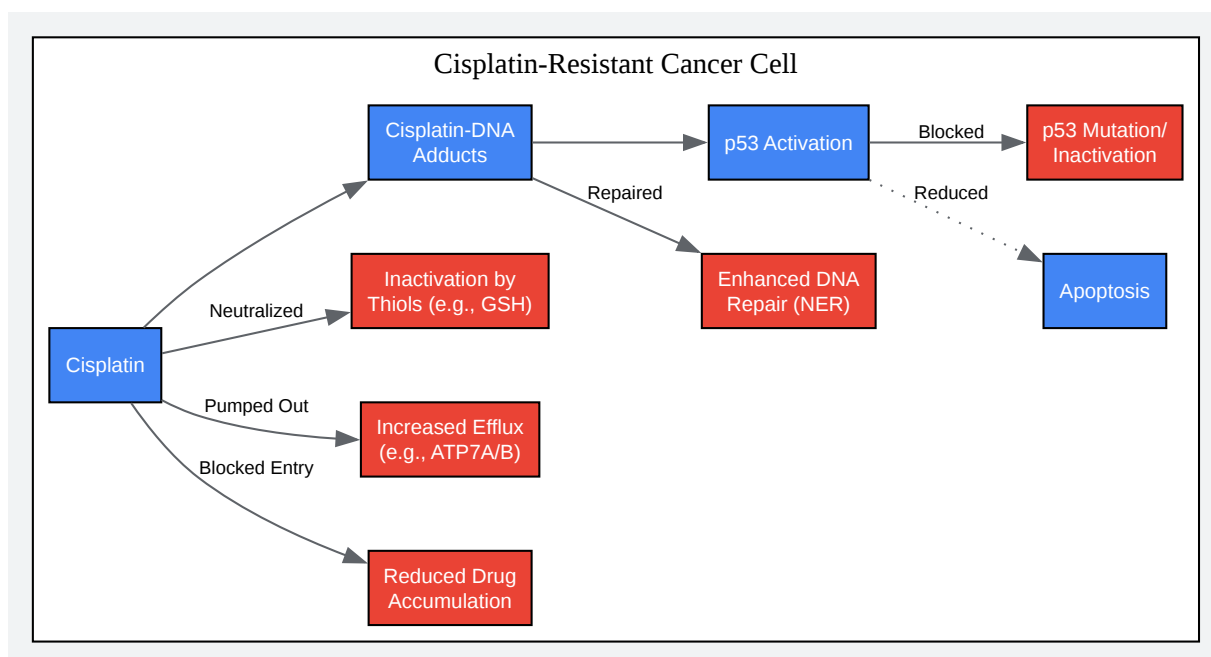 Cisplatin-Resistant Cancer Cell
Cisplatin-DNA
Adducts
p53 Activation
Blocked
p53 Mutation/
Inactivation
Repaired
Reduced
Inactivation by
Thiols (e.g., GSH)
Enhanced DNA
Repair (NER)
Apoptosis
Neutralized
Cisplatin
Pumped Out
Increased Efflux
(e.g., ATP7A/B)
Blocked Entry
Reduced Drug
Accumulation